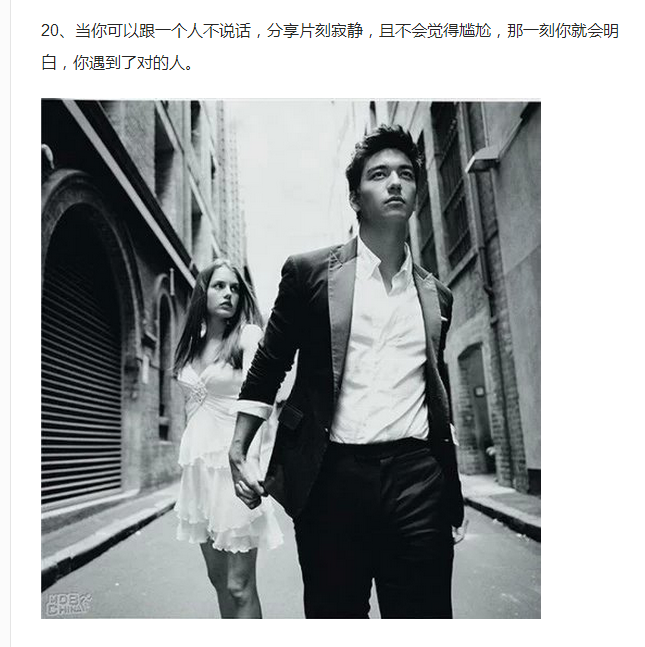 20、当你可以跟一个人不说话，分享片刻寂静，且不会觉得尴尬，那一刻你就会明
白，你遇到了对的人。